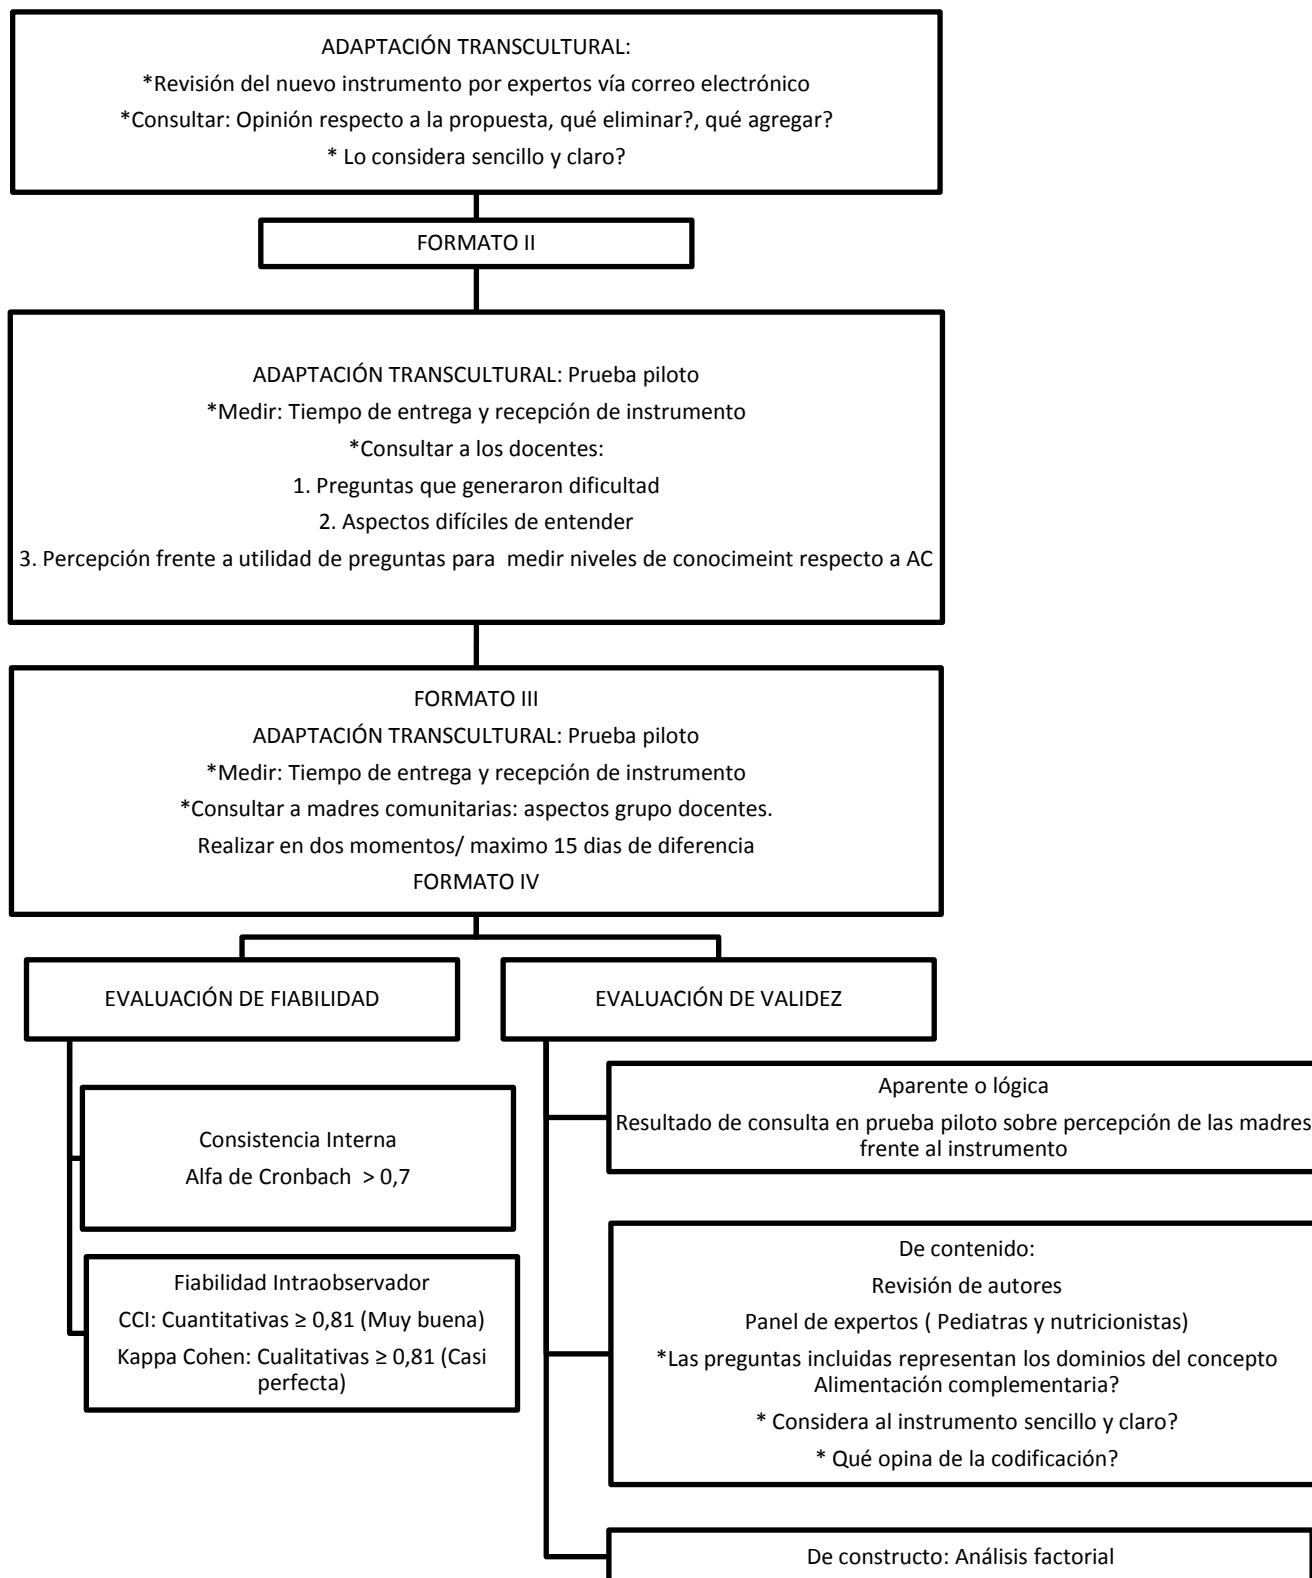 ADAPTACIÓN TRANSCULTURAL:
*Revisión del nuevo instrumento por expertos vía correo electrónico
*Consultar: Opinión respecto a la propuesta, qué eliminar?, qué agregar?
* Lo considera sencillo y claro?
FORMATO II
ADAPTACIÓN TRANSCULTURAL: Prueba piloto
*Medir: Tiempo de entrega y recepción de instrumento
*Consultar a los docentes:
1. Preguntas que generaron dificultad
2. Aspectos difíciles de entender
3. Percepción frente a utilidad de preguntas para  medir niveles de conocimeint respecto a AC
FORMATO III
ADAPTACIÓN TRANSCULTURAL: Prueba piloto
*Medir: Tiempo de entrega y recepción de instrumento
*Consultar a madres comunitarias: aspectos grupo docentes.
Realizar en dos momentos/ maximo 15 dias de diferencia
FORMATO IV
EVALUACIÓN DE FIABILIDAD
Consistencia Interna
Alfa de Cronbach  > 0,7
Fiabilidad Intraobservador
CCI: Cuantitativas ≥ 0,81 (Muy buena)
Kappa Cohen: Cualitativas ≥ 0,81 (Casi
perfecta)
EVALUACIÓN DE VALIDEZ
Aparente o lógica
Resultado de consulta en prueba piloto sobre percepción de las madres
frente al instrumento
De contenido:
Revisión de autores
Panel de expertos ( Pediatras y nutricionistas)
*Las preguntas incluidas representan los dominios del concepto
Alimentación complementaria?
* Considera al instrumento sencillo y claro?
* Qué opina de la codificación?
De constructo: Análisis factorial